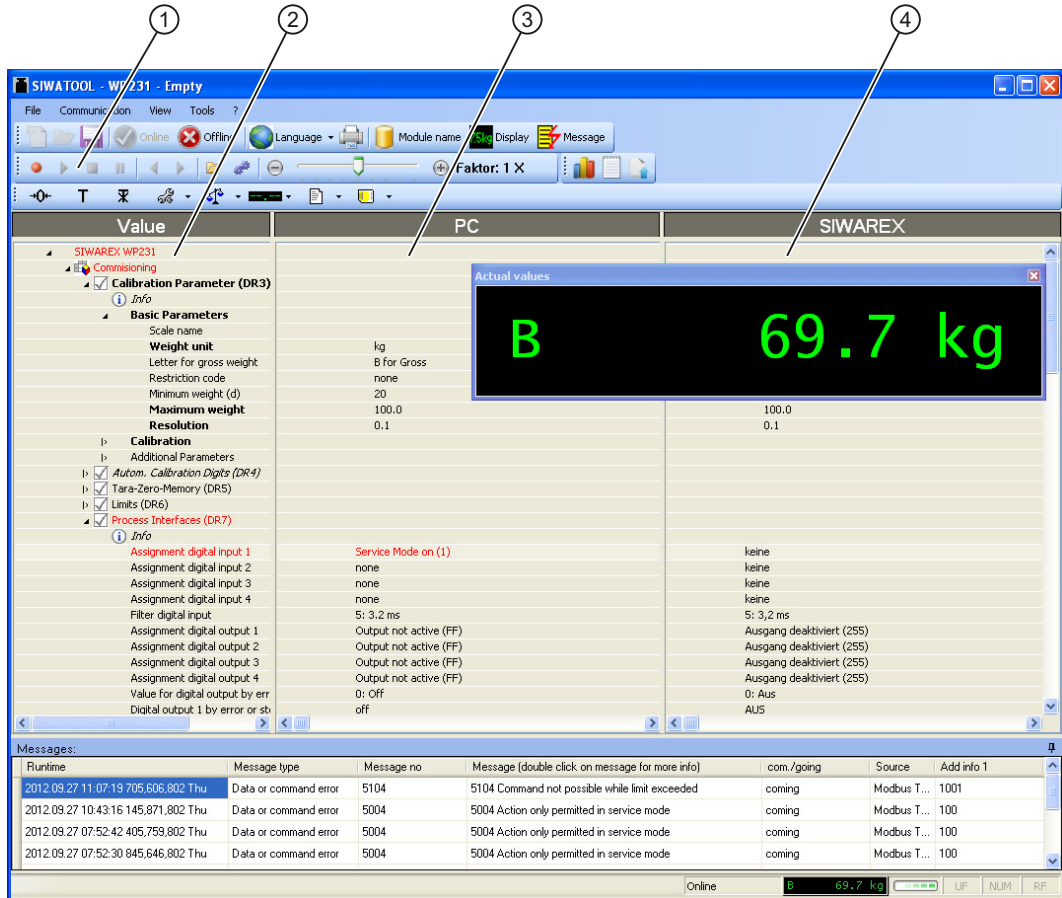 1 2 3 4
SIWATOOL - WP231 - Empty
File Communication View Tools ?
Online Offline Language Module name Display Message
Faktor: 1 X
T
Value PC SIWAREX
SIWAREX WP231
Commisioning
Calibration Parameter (DR3)
Info
Basic Parameters
Scale name
Weight unit kg
Letter for gross weight B for Gross
Restriction code none
Minimum weight (d) 20
Maximum weight 100.0 100.0
Resolution 0.1 0.1
Actual values
B 69.7 kg
Calibration
Additional Parameters
Autom. Calibration Digits (DR4)
Tara-Zero-Memory (DR5)
Limits (DR6)
Process Interfaces (DR7)
Info
Assignment digital input 1 Service Mode on (1) keine
Assignment digital input 2 none keine
Assignment digital input 3 none keine
Assignment digital input 4 none keine
Filter digital input 5: 3.2 ms 5: 3,2 ms
Assignment digital output 1 Output not active (FF) Ausgang deaktiviert (255)
Assignment digital output 2 Output not active (FF) Ausgang deaktiviert (255)
Assignment digital output 3 Output not active (FF) Ausgang deaktiviert (255)
Assignment digital output 4 Output not active (FF) Ausgang deaktiviert (255)
Value for digital output by err 0: Off 0: Aus
Digital output 1 by error or st off AUS
Messages:
Runtime Message type Message no Message (double click on message for more info) com./going Source Add info 1
2012.09.27 11:07:19 705,606,802 Thu Data or command error 5104 5104 Command not possible while limit exceeded coming Modbus T... 1001
2012.09.27 10:43:16 145,871,802 Thu Data or command error 5004 5004 Action only permitted in service mode coming Modbus T... 100
2012.09.27 07:52:42 405,759,802 Thu Data or command error 5004 5004 Action only permitted in service mode coming Modbus T... 100
2012.09.27 07:52:30 845,646,802 Thu Data or command error 5004 5004 Action only permitted in service mode coming Modbus T... 100
Online B 69.7 kg UF NUM RF